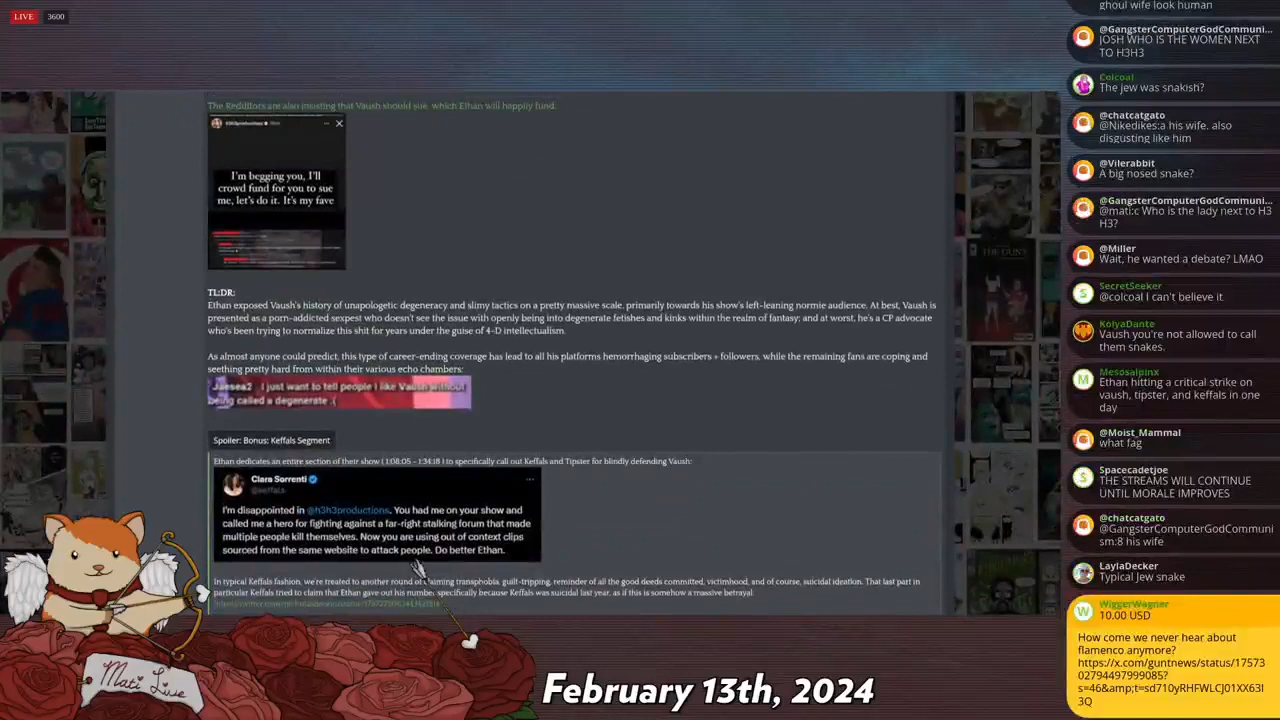 LIVE 3600
The Redditors are also insisting that Vaush should sue, which Ethan will happily fund.
h3h3productions
I'm begging you, I'll
crowd fund for you to sue
me, let's do it. It's my fave
TL:DR:
Ethan exposed Vaush's history of unapologetic degeneracy and slimy tactics on a pretty massive scale, primarily towards his show's left-leaning normie audience. At best, Vaush is
presented as a porn-addicted sexpest who doesn't see the issue with openly being into degenerate fetishes and kinks within the realm of fantasy; and at worst, he's a CP advocate
who's been trying to normalize this shit for years under the guise of 4-D intellectualism.
As almost anyone could predict, this type of career-ending coverage has lead to all his platforms hemorrhaging subscribers + followers, while the remaining fans are coping and
seething pretty hard from within their various echo chambers:
Jaesea2 I just want to tell people I like Vaush without
being called a degenerate :(
Spoiler: Bonus: Keffals Segment
Ethan dedicates an entire section of their show ( 1:08:05 - 1:34:18 ) to specifically call out Keffals and Tipster for blindly defending Vaush:
Clara Sorrenti
@keffals
I'm disappointed in @h3h3productions. You had me on your show and
called me a hero for fighting against a far-right stalking forum that made
multiple people kill themselves. Now you are using out of context clips
sourced from the same website to attack people. Do better Ethan.
In typical Keffals fashion, we're treated to another round of claiming transphobia, guilt-tripping, reminder of all the good deeds committed, victimhood, and of course, suicidal ideation. That last part in
particular Keffals tried to claim that Ethan gave out his number specifically because Keffals was suicidal last year, as if this is somehow a massive betrayal.
Mati Live
February 13th, 2024
ghoul wife look human
@GangsterComputerGodCommuni...
JOSH WHO IS THE WOMEN NEXT
TO H3H3
Colcoal
The jew was snakish?
@chatcatgato
@Nikedikes:a his wife. also
disgusting like him
@Vilerabbit
A big nosed snake?
@GangsterComputerGodCommuni...
@matic Who is the lady next to H3
H3?
@Miller
Wait, he wanted a debate? LMAO
SecretSeeker
@colcoal I can't believe it.
KolyaDante
Vaush you're not allowed to call
them snakes.
Mesosalpinx
Ethan hitting a critical strike on
vaush, tipster, and keffals in one
day
@Moist_Mammal
what fag
Spacecadetjoe
THE STREAMS WILL CONTINUE
UNTIL MORALE IMPROVES
@chatcatgato
@GangsterComputerGodCommuni
sm:8 his wife
LaylaDecker
Typical Jew snake
WiggerWagner
10.00 USD
How come we never hear about
flamenco anymore?
https://x.com/guntnews/status/17573
02794497999085?
s=46&amp;t=sd710yRHFWLCJ01XX63I
3Q